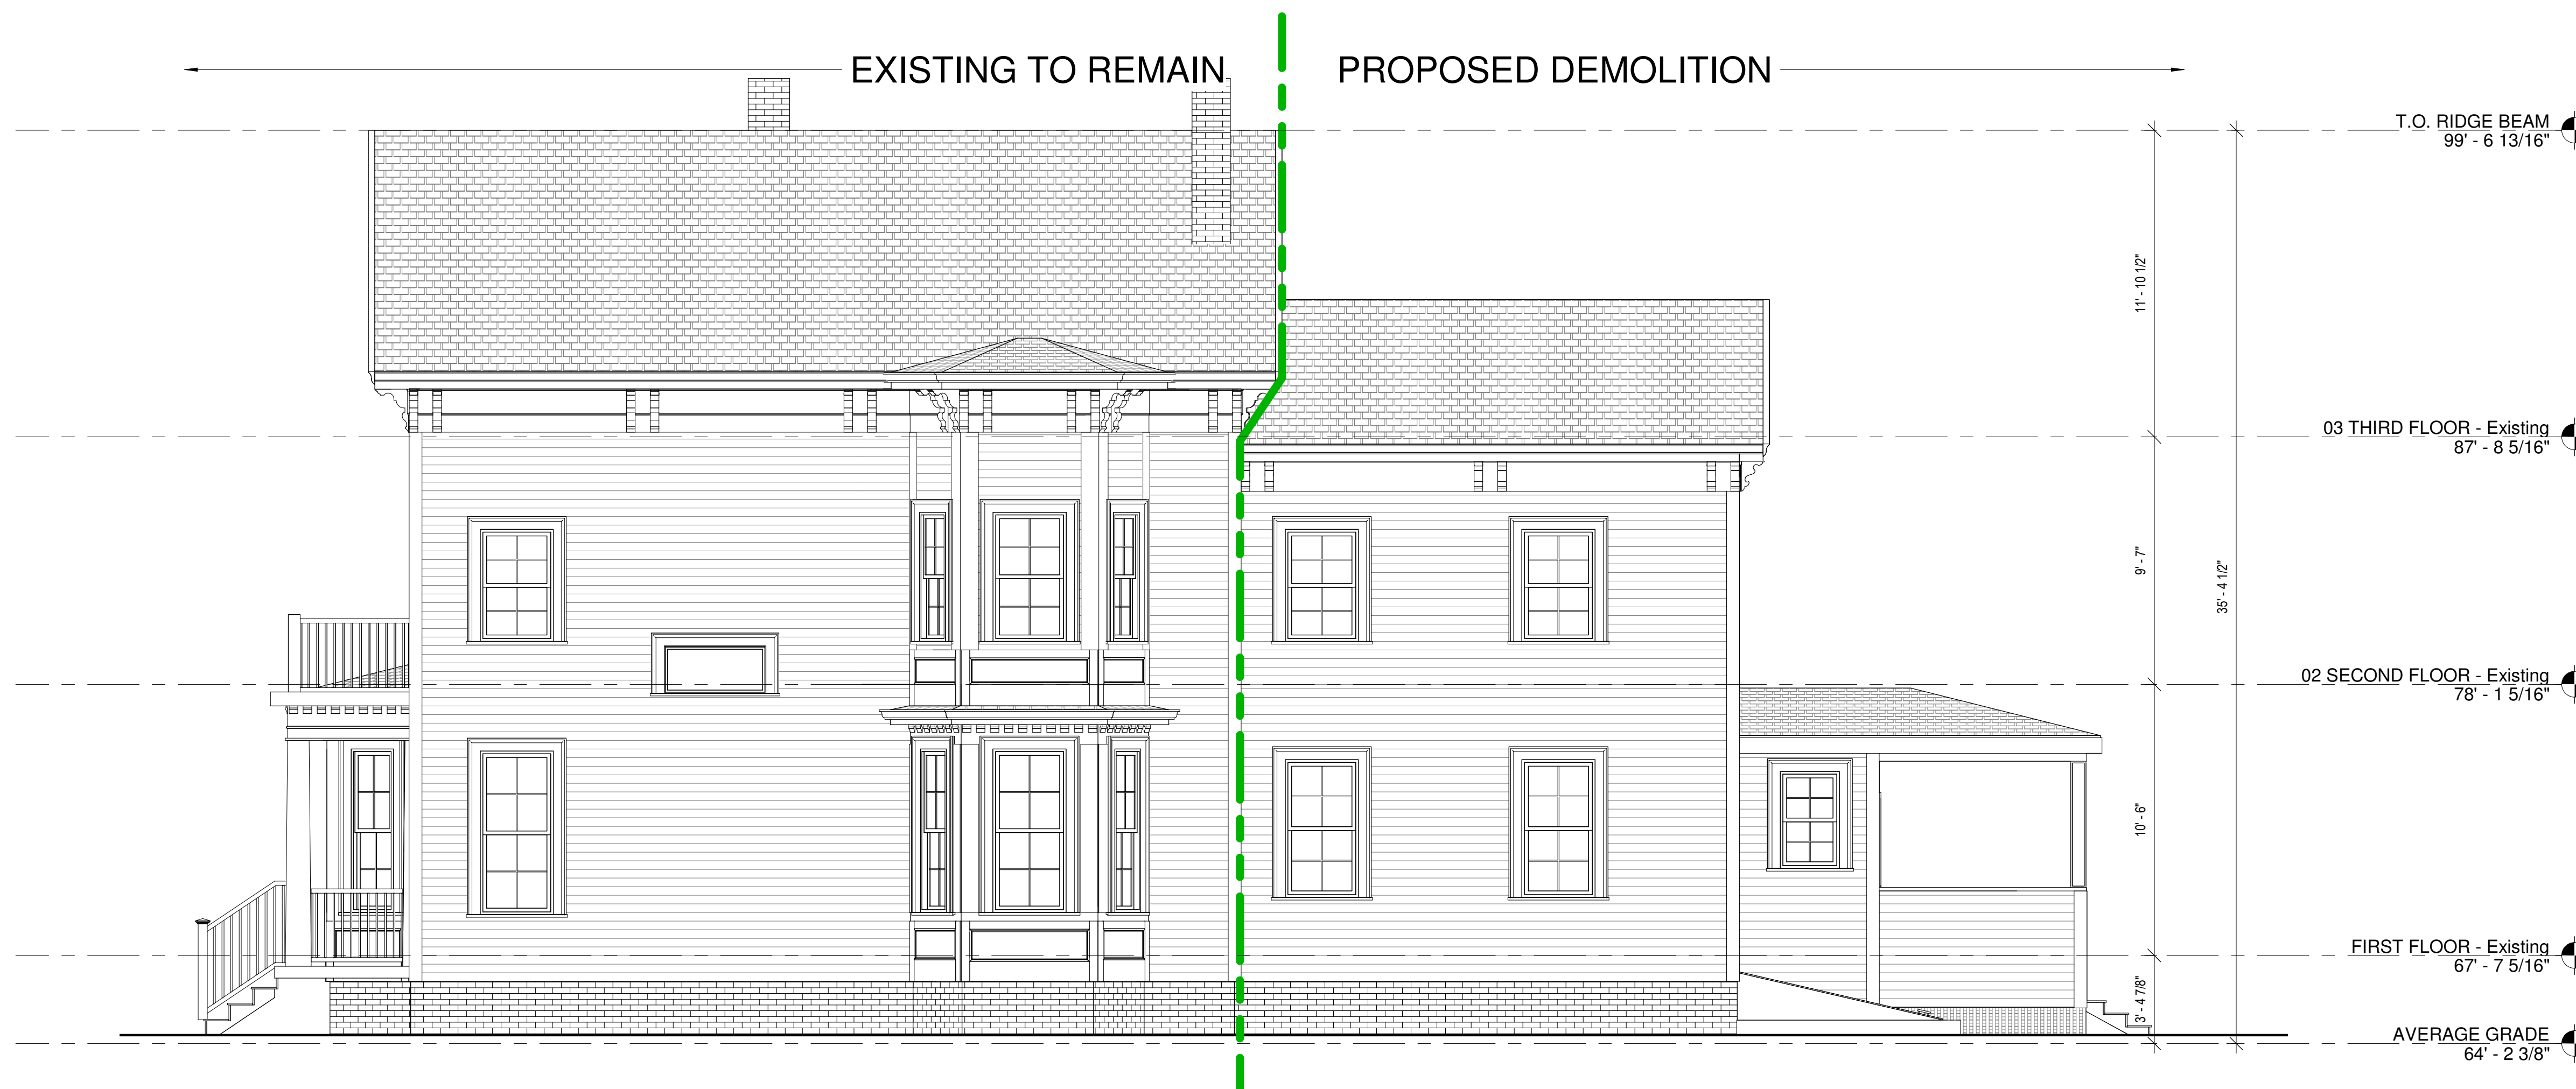 EXISTING TO REMAIN
PROPOSED DEMOLITION
T.O. RIDGE BEAM
99' - 6 13/16"
11' - 10 1/2"
03 THIRD FLOOR - Existing
87' - 8 5/16"
9' - 7"
35' - 4 1/2"
02 SECOND FLOOR - Existing
78' - 1 5/16"
10' - 6"
FIRST FLOOR - Existing
67' - 7 5/16"
3' - 4 7/8"
AVERAGE GRADE
64' - 2 3/8"